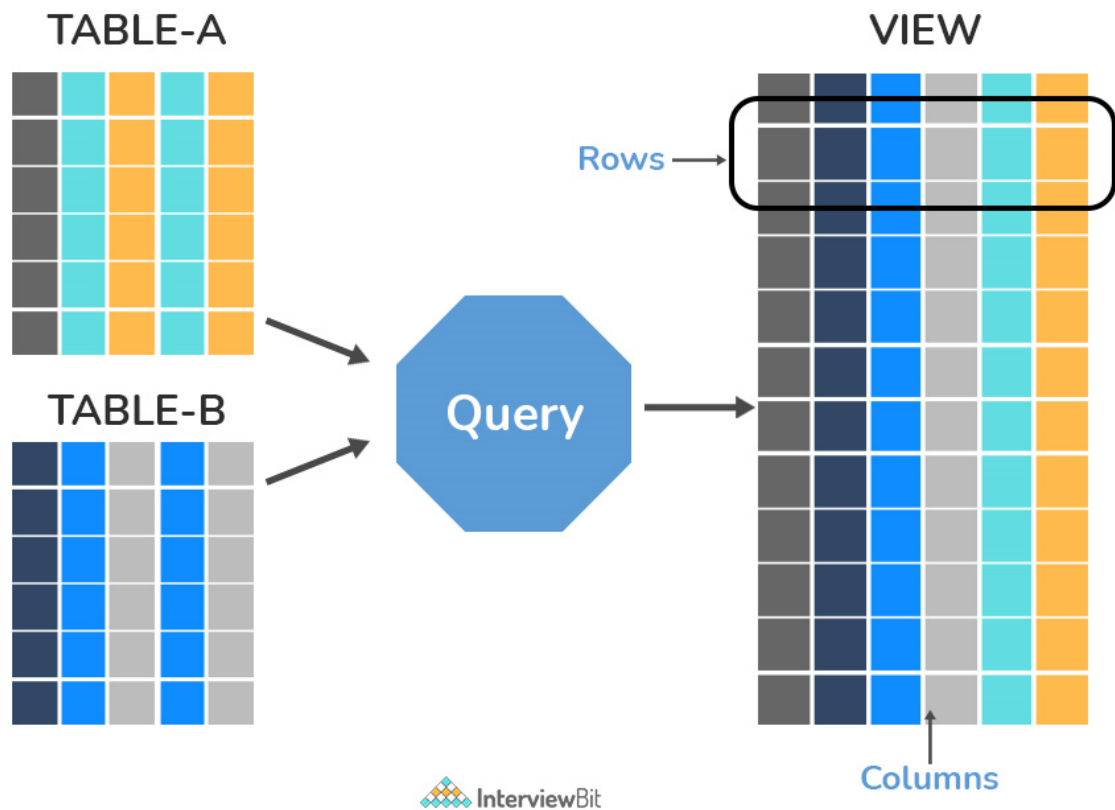 TABLE-A
VIEW
Rows
TABLE-B
Query
Columns
InterviewBit